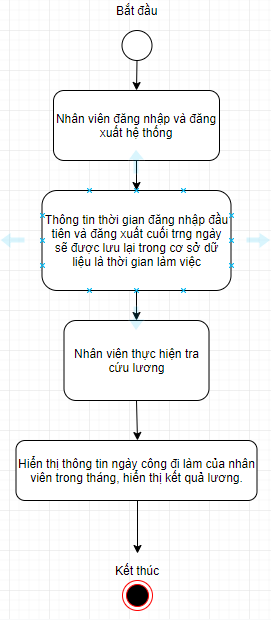 Bắt đầu
Nhân viên đăng nhập và đăng
xuất hệ thống
Thông tin thời gian đăng nhập đầu
tiên và đăng xuất cuối trng ngày
sẽ được lưu lại trong cơ sở dữ
liệu là thời gian làm việc
Nhân viên thực hiện tra
cứu lương
Hiển thị thông tin ngày công đi làm của nhân
viên trong tháng, hiển thị kết quả lương.
Kết thúc